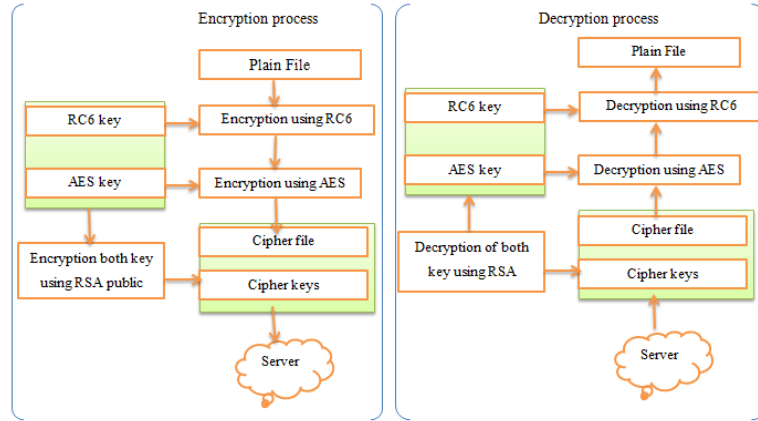 Encryption process
Plain File
RC6 key
Encryption using RC6
AES key
Encryption using AES
Encryption both key
using RSA public
Cipher file
Cipher keys
Server
Decryption process
Plain File
RC6 key
Decryption using RC6
AES key
Decryption using AES
Decryption of both
key using RSA
Cipher file
Cipher keys
Server